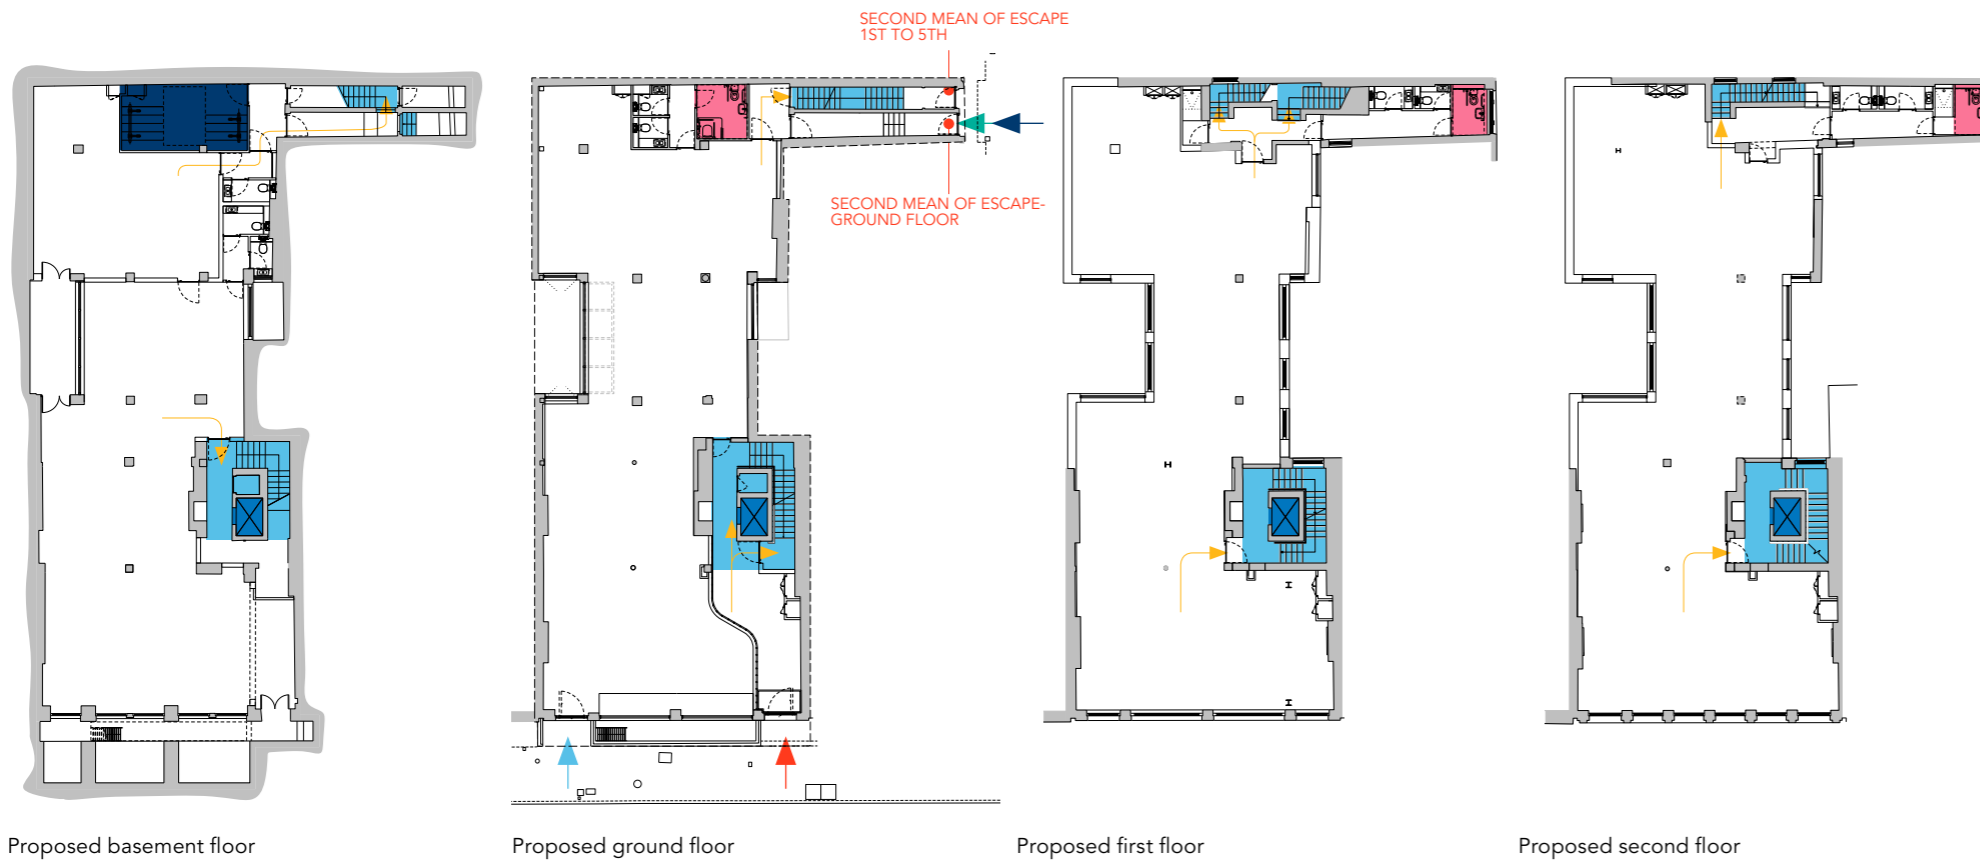 SECOND MEAN OF ESCAPE
1ST TO 5TH
SECOND MEAN OF ESCAPE-
GROUND FLOOR
Proposed basement floor
Proposed ground floor
Proposed first floor
Proposed second floor